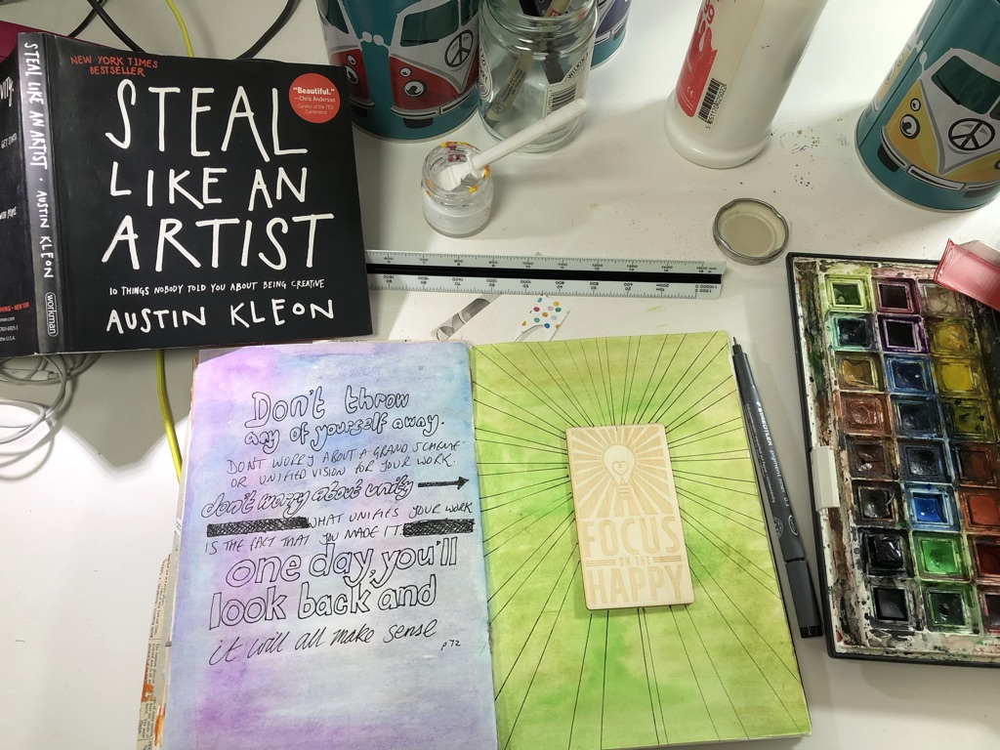 NEW YORK TIMES
BESTSELLER
STEAL
LIKE AN
ARTIST
10 THINGS NOBODY TOLD YOU ABOUT BEING CREATIVE
AUSTIN KLEON
"Beautiful."
—Chris Anderson
Curator of the TED
Conference
STEAL LIKE AN ARTIST · AUSTIN KLEON
workman
Don't throw
any of yourself away.
DON'T WORRY ABOUT A GRAND SCHEME
OR UNIFIED VISION FOR YOUR WORK.
don't worry about unity
WHAT UNIFIES YOUR WORK
IS THE FACT THAT YOU MADE IT.
one day, you'll
look back and
it will all make sense
p72
FOCUS
ON THE
HAPPY